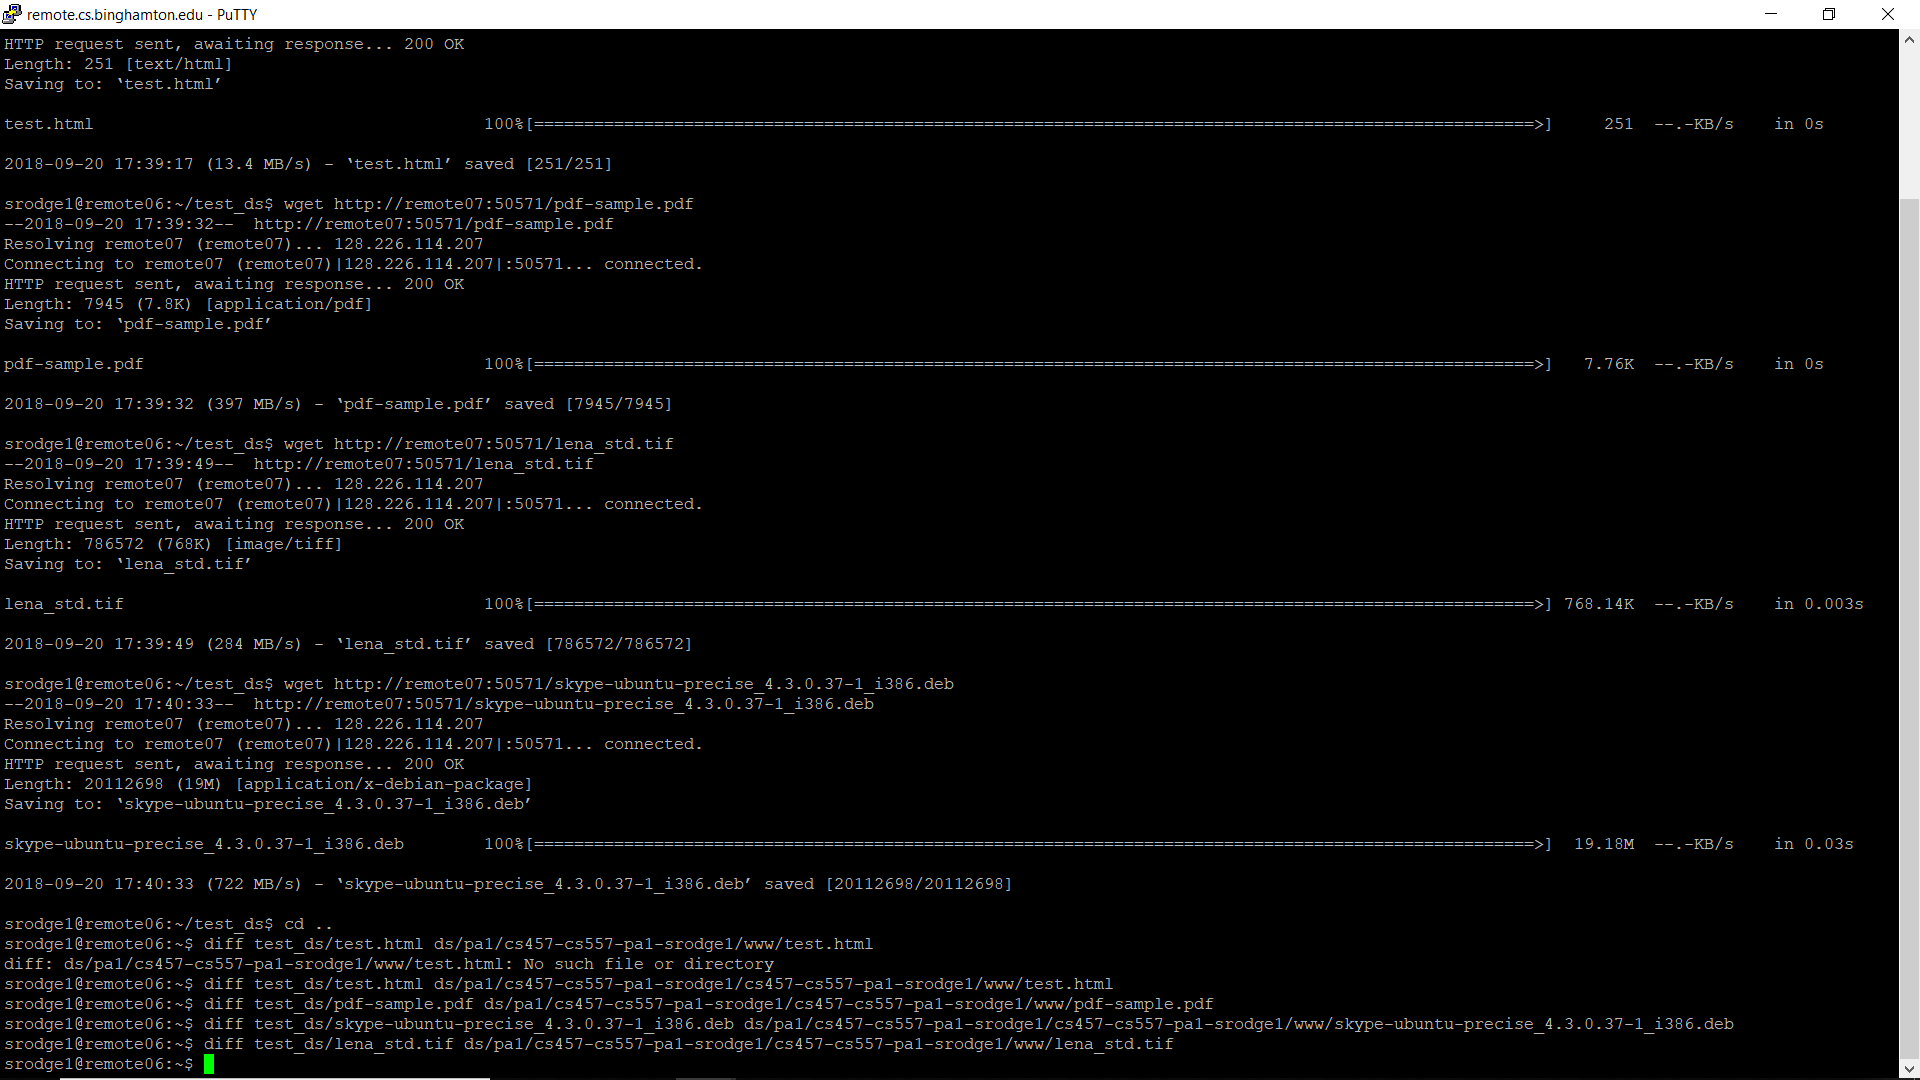 remote.cs.binghamton.edu - PuTTY
HTTP request sent, awaiting response... 200 OK
Length: 251 [text/html]
Saving to: ‘test.html’
test.html 100%[====================================================================================================>] 251 --.-KB/s in 0s
2018-09-20 17:39:17 (13.4 MB/s) - ‘test.html’ saved [251/251]
srodge1@remote06:~/test_ds$ wget http://remote07:50571/pdf-sample.pdf
--2018-09-20 17:39:32-- http://remote07:50571/pdf-sample.pdf
Resolving remote07 (remote07)... 128.226.114.207
Connecting to remote07 (remote07)|128.226.114.207|:50571... connected.
HTTP request sent, awaiting response... 200 OK
Length: 7945 (7.8K) [application/pdf]
Saving to: ‘pdf-sample.pdf’
pdf-sample.pdf 100%[====================================================================================================>] 7.76K --.-KB/s in 0s
2018-09-20 17:39:32 (397 MB/s) - ‘pdf-sample.pdf’ saved [7945/7945]
srodge1@remote06:~/test_ds$ wget http://remote07:50571/lena_std.tif
--2018-09-20 17:39:49-- http://remote07:50571/lena_std.tif
Resolving remote07 (remote07)... 128.226.114.207
Connecting to remote07 (remote07)|128.226.114.207|:50571... connected.
HTTP request sent, awaiting response... 200 OK
Length: 786572 (768K) [image/tiff]
Saving to: ‘lena_std.tif’
lena_std.tif 100%[====================================================================================================>] 768.14K --.-KB/s in 0.003s
2018-09-20 17:39:49 (284 MB/s) - ‘lena_std.tif’ saved [786572/786572]
srodge1@remote06:~/test_ds$ wget http://remote07:50571/skype-ubuntu-precise_4.3.0.37-1_i386.deb
--2018-09-20 17:40:33-- http://remote07:50571/skype-ubuntu-precise_4.3.0.37-1_i386.deb
Resolving remote07 (remote07)... 128.226.114.207
Connecting to remote07 (remote07)|128.226.114.207|:50571... connected.
HTTP request sent, awaiting response... 200 OK
Length: 20112698 (19M) [application/x-debian-package]
Saving to: ‘skype-ubuntu-precise_4.3.0.37-1_i386.deb’
skype-ubuntu-precise_4.3.0.37-1_i386.deb 100%[====================================================================================================>] 19.18M --.-KB/s in 0.03s
2018-09-20 17:40:33 (722 MB/s) - ‘skype-ubuntu-precise_4.3.0.37-1_i386.deb’ saved [20112698/20112698]
srodge1@remote06:~/test_ds$ cd ..
srodge1@remote06:~$ diff test_ds/test.html ds/pa1/cs457-cs557-pa1-srodge1/www/test.html
diff: ds/pa1/cs457-cs557-pa1-srodge1/www/test.html: No such file or directory
srodge1@remote06:~$ diff test_ds/test.html ds/pa1/cs457-cs557-pa1-srodge1/cs457-cs557-pa1-srodge1/www/test.html
srodge1@remote06:~$ diff test_ds/pdf-sample.pdf ds/pa1/cs457-cs557-pa1-srodge1/cs457-cs557-pa1-srodge1/www/pdf-sample.pdf
srodge1@remote06:~$ diff test_ds/skype-ubuntu-precise_4.3.0.37-1_i386.deb ds/pa1/cs457-cs557-pa1-srodge1/cs457-cs557-pa1-srodge1/www/skype-ubuntu-precise_4.3.0.37-1_i386.deb
srodge1@remote06:~$ diff test_ds/lena_std.tif ds/pa1/cs457-cs557-pa1-srodge1/cs457-cs557-pa1-srodge1/www/lena_std.tif
srodge1@remote06:~$